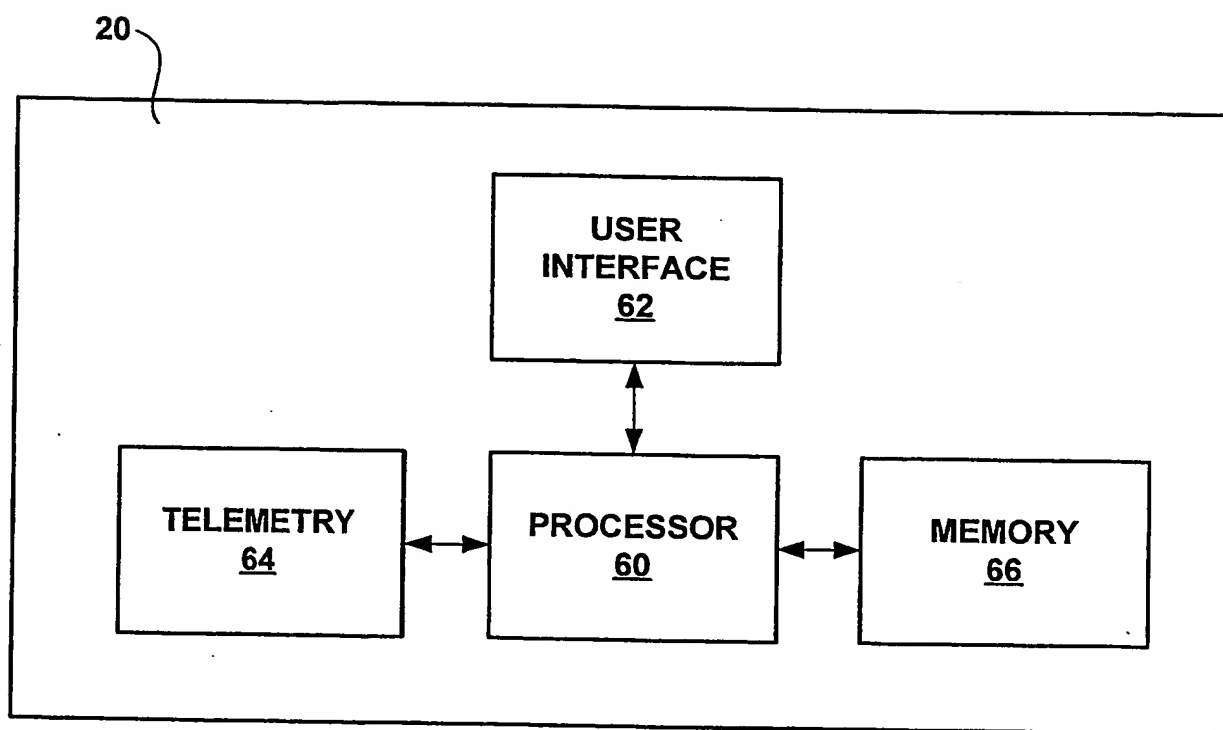 20
USER
INTERFACE
62
TELEMETRY
64
PROCESSOR
60
MEMORY
66